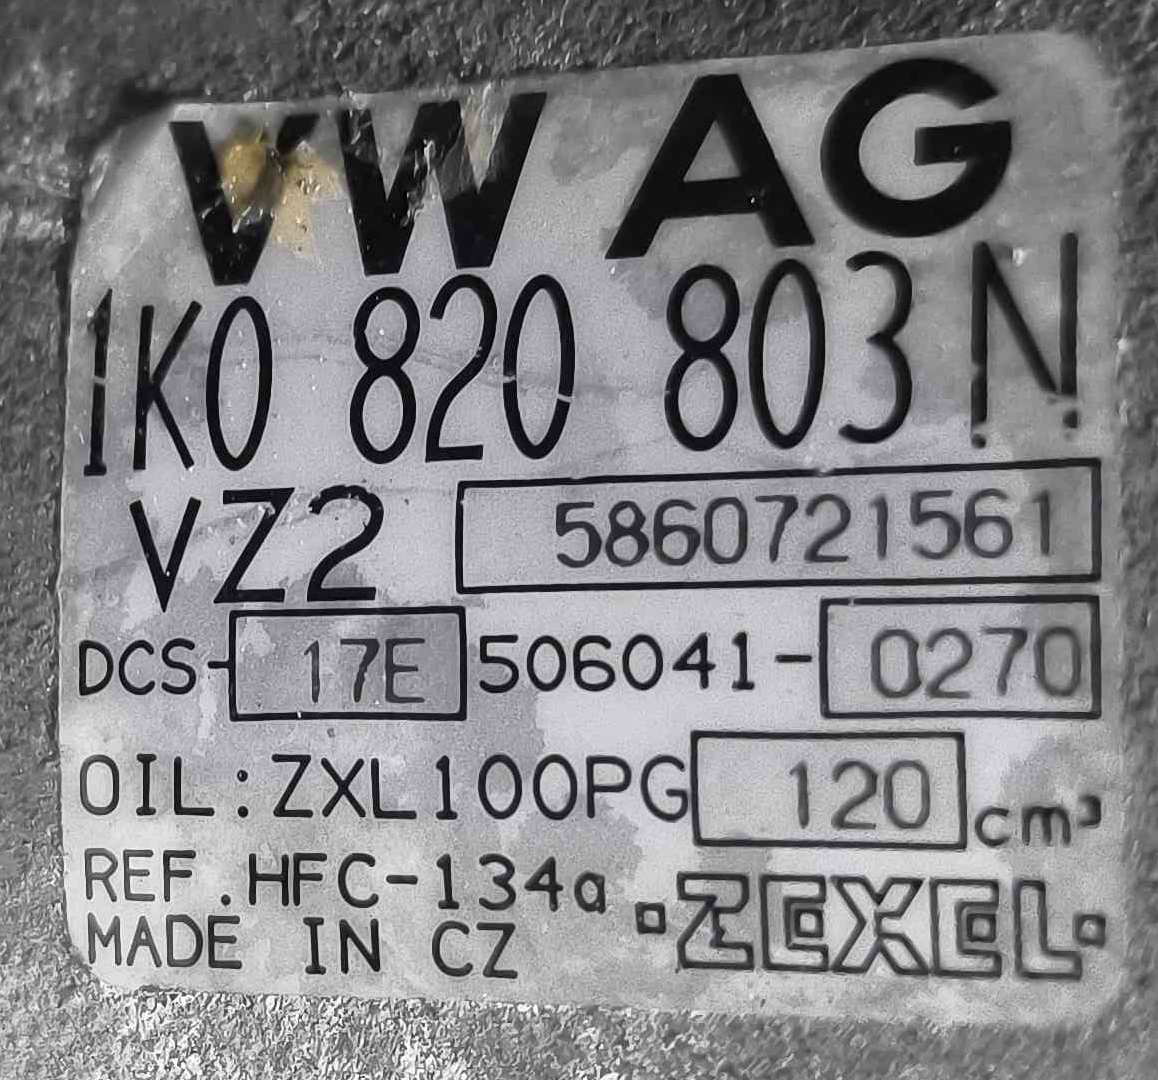 VW AG
1K0 820 803 N
VZ2 5860721561
DCS-17E 506041-0270
OIL:ZXL100PG 120 cm³
REF.HFC-134a
MADE IN CZ ZEXEL